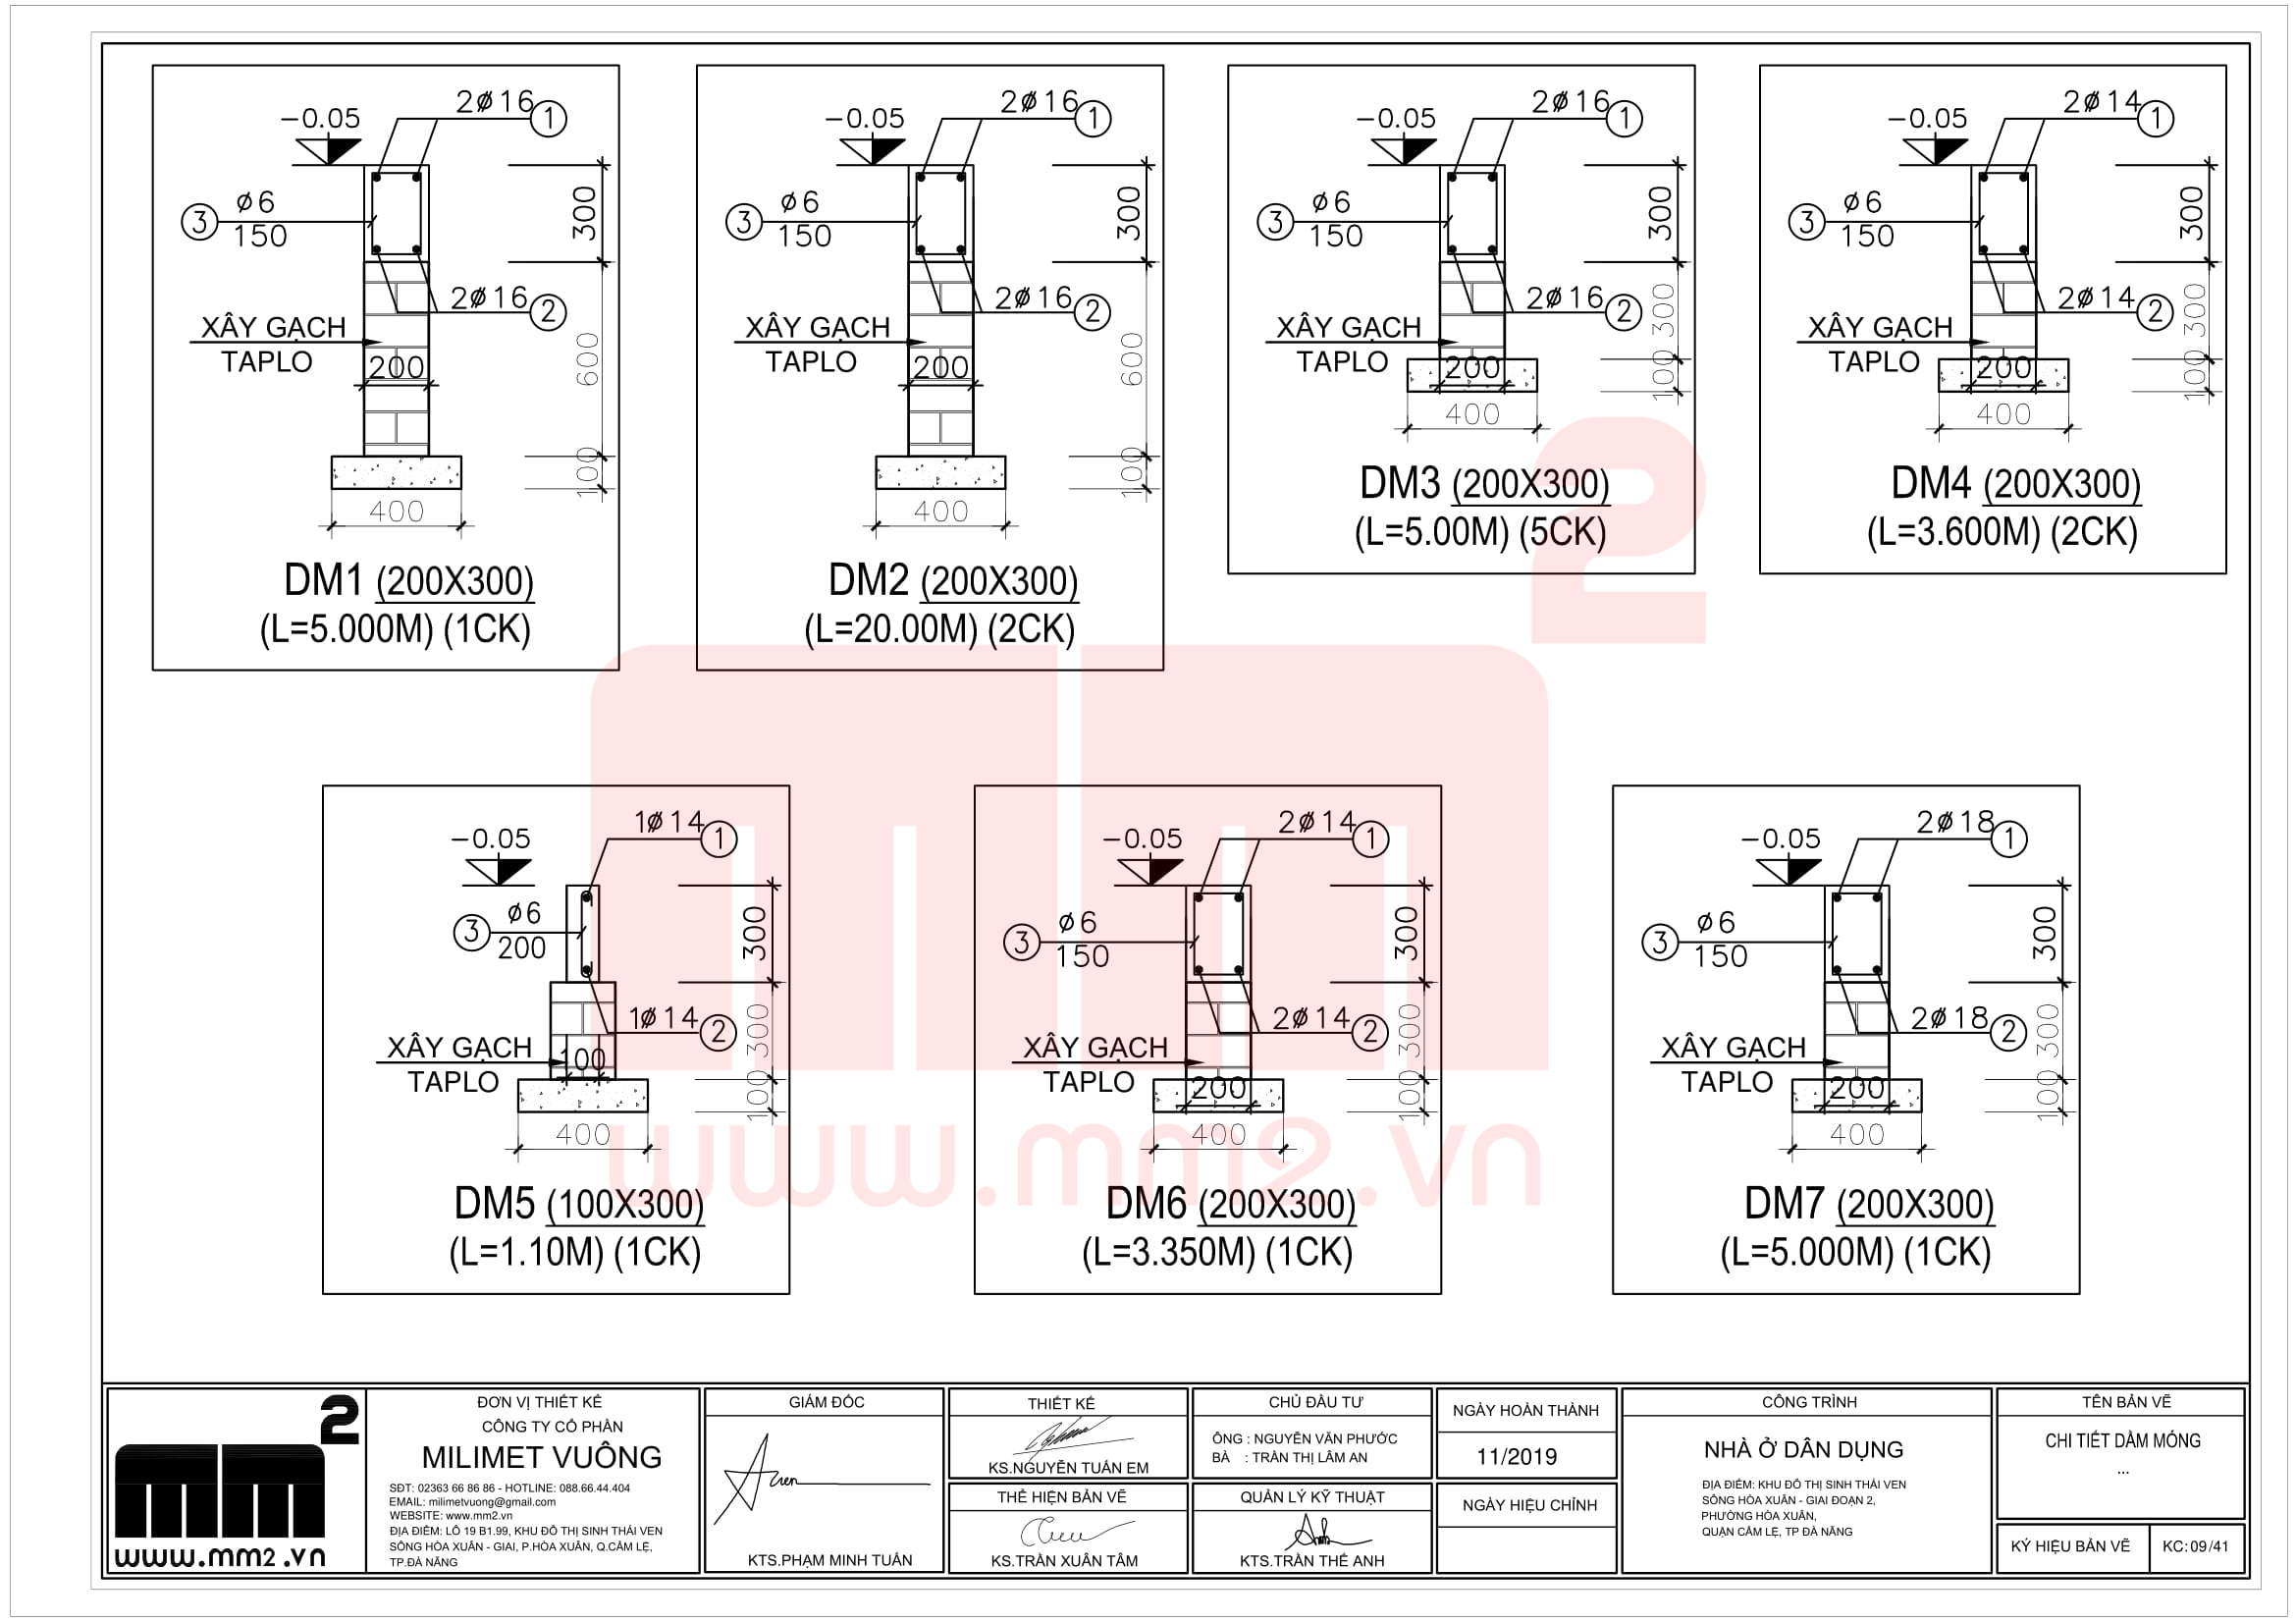 2ø16 1
-0.05
3 ø6
150
300
2ø16 2
XÂY GẠCH
TAPLO
200
600
100
400
DM1 (200X300)
(L=5.000M) (1CK)
2ø16 1
-0.05
3 ø6
150
300
2ø16 2
XÂY GẠCH
TAPLO
200
600
100
400
DM2 (200X300)
(L=20.00M) (2CK)
2ø16 1
-0.05
3 ø6
150
300
2ø16 2
300
XÂY GẠCH
TAPLO
200
100
400
DM3 (200X300)
(L=5.00M) (5CK)
2ø14 1
-0.05
3 ø6
150
300
2ø14 2
300
XÂY GẠCH
TAPLO
200
100
400
DM4 (200X300)
(L=3.600M) (2CK)
1ø14 1
-0.05
3 ø6
200
300
1ø14 2
300
XÂY GẠCH
TAPLO
100
100
400
DM5 (100X300)
(L=1.10M) (1CK)
2ø14 1
-0.05
3 ø6
150
300
2ø14 2
300
XÂY GẠCH
TAPLO
200
100
400
DM6 (200X300)
(L=3.350M) (1CK)
2ø18 1
-0.05
3 ø6
150
300
2ø18 2
300
XÂY GẠCH
TAPLO
200
100
400
DM7 (200X300)
(L=5.000M) (1CK)
mm2
www.mm2.vn
mm2
www.mm2.vn
ĐƠN VỊ THIẾT KẾ
CÔNG TY CỔ PHẦN
MILIMET VUÔNG
SĐT: 02363 66 86 86 - HOTLINE: 088.66.44.404
EMAIL: milimetvuong@gmail.com
WEBSITE: www.mm2.vn
ĐỊA ĐIỂM: LÔ 19 B1.99, KHU ĐÔ THỊ SINH THÁI VEN
SÔNG HÒA XUÂN - GIAI, P.HÒA XUÂN, Q.CẨM LỆ,
TP.ĐÀ NẴNG
GIÁM ĐỐC
KTS.PHẠM MINH TUẤN
THIẾT KẾ
KS.NGUYỄN TUẤN EM
THỂ HIỆN BẢN VẼ
KS.TRẦN XUÂN TÂM
CHỦ ĐẦU TƯ
ÔNG : NGUYỄN VĂN PHƯỚC
BÀ : TRẦN THỊ LÂM AN
QUẢN LÝ KỸ THUẬT
KTS.TRẦN THẾ ANH
NGÀY HOÀN THÀNH
11/2019
NGÀY HIỆU CHỈNH
CÔNG TRÌNH
NHÀ Ở DÂN DỤNG
ĐỊA ĐIỂM: KHU ĐÔ THỊ SINH THÁI VEN
SÔNG HÒA XUÂN - GIAI ĐOẠN 2,
PHƯỜNG HÒA XUÂN,
QUẬN CẨM LỆ, TP ĐÀ NẴNG
TÊN BẢN VẼ
CHI TIẾT DẦM MÓNG
...
KÝ HIỆU BẢN VẼ
KC: 09/41